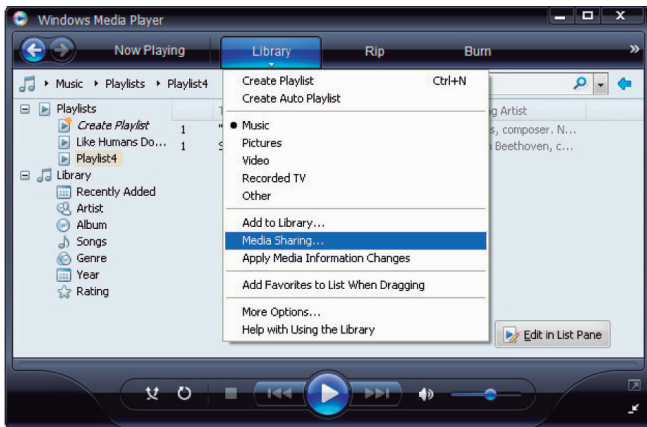 Windows Media Player
Now Playing Library Rip Burn »
Music Playlists Playlist4
Create Playlist Ctrl+N
Create Auto Playlist
Music
Pictures
Video
Recorded TV
Other
Add to Library...
Media Sharing...
Apply Media Information Changes
Add Favorites to List When Dragging
More Options...
Help with Using the Library
Playlists
Create Playlist
Like Humans Do...
Playlist4
Library
Recently Added
Artist
Album
Songs
Genre
Year
Rating
1
1
Artist
s, composer. N...
Beethoven, c...
Edit in List Pane